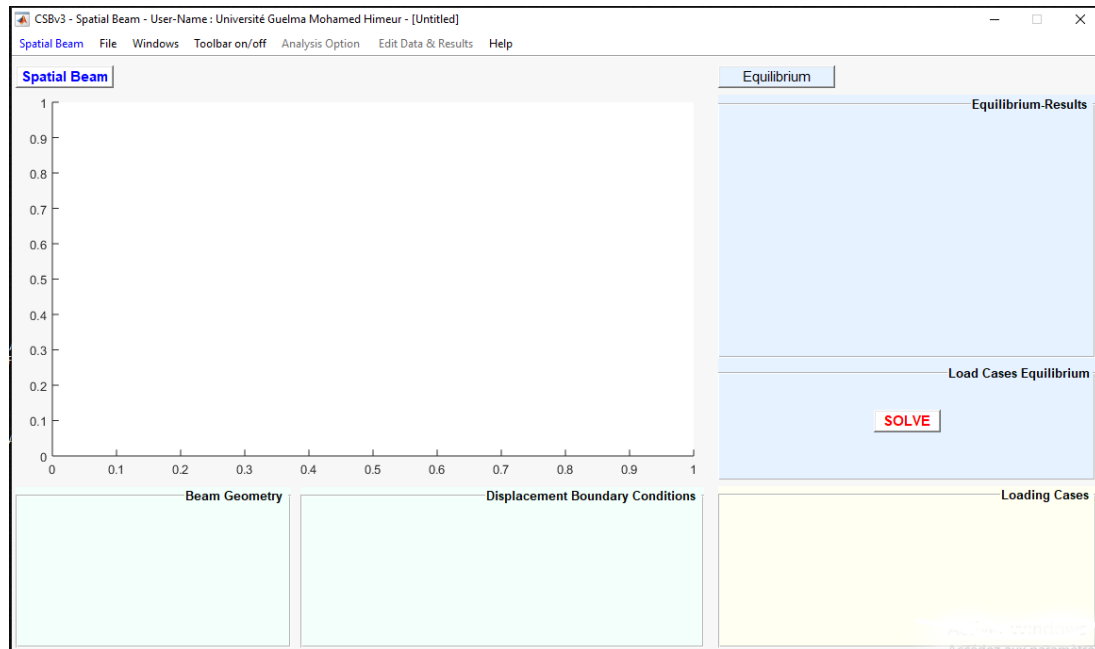 CSBv3 - Spatial Beam - User-Name : Université Guelma Mohamed Himeur - [Untitled]
Spatial Beam File Windows Toolbar on/off Analysis Option Edit Data & Results Help
Spatial Beam
Equilibrium
1
0.9
0.8
0.7
0.6
0.5
0.4
0.3
0.2
0.1
0
0 0.1 0.2 0.3 0.4 0.5 0.6 0.7 0.8 0.9 1
Equilibrium-Results
Load Cases Equilibrium
SOLVE
Beam Geometry
Displacement Boundary Conditions
Loading Cases